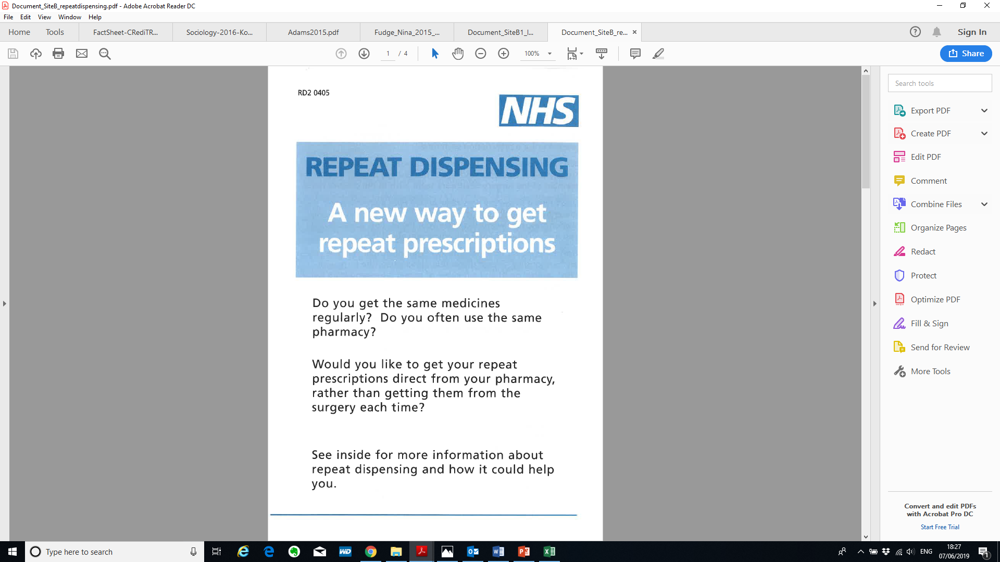 Document_SiteB_repeatdispensing.pdf - Adobe Acrobat Reader DC
File Edit View Window Help
Home Tools FactSheet-CRediTR... Sociology-2016-Ko... Adams2015.pdf Fudge_Nina_2015_... Document_SiteB1_I... Document_SiteB_re... Sign In
1 / 4 100% Share
RD2 0405
NHS
REPEAT DISPENSING
A new way to get
repeat prescriptions
Do you get the same medicines
regularly? Do you often use the same
pharmacy?
Would you like to get your repeat
prescriptions direct from your pharmacy,
rather than getting them from the
surgery each time?
See inside for more information about
repeat dispensing and how it could help
you.
Search tools
Export PDF
Create PDF
Edit PDF
Comment
Combine Files
Organize Pages
Redact
Protect
Optimize PDF
Fill & Sign
Send for Review
More Tools
Convert and edit PDFs
with Acrobat Pro DC
Start Free Trial
Type here to search
ENG
18:27
07/06/2019
1